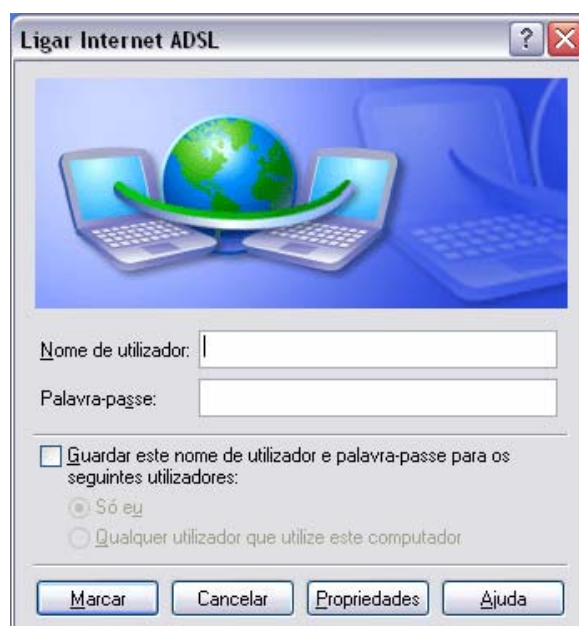 Ligar Internet ADSL
Nome de utilizador:
Palavra-passe:
Guardar este nome de utilizador e palavra-passe para os
seguintes utilizadores:
Só eu
Qualquer utilizador que utilize este computador
Marcar Cancelar Propriedades Ajuda